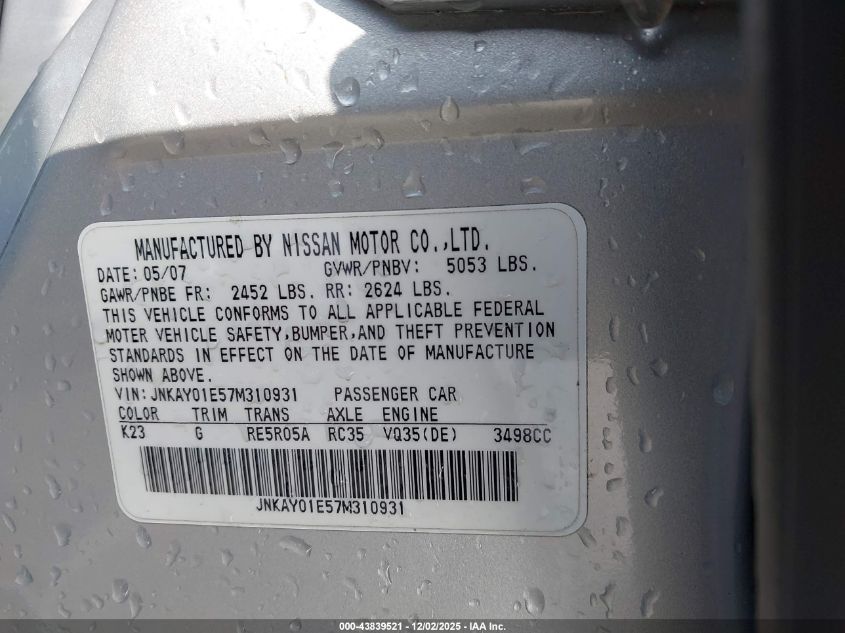 MANUFACTURED BY NISSAN MOTOR CO.,LTD.
DATE: 05/07 GVWR/PNBV: 5053 LBS.
GAWR/PNBE FR: 2452 LBS. RR: 2624 LBS.
THIS VEHICLE CONFORMS TO ALL APPLICABLE FEDERAL
MOTER VEHICLE SAFETY,BUMPER,AND THEFT PREVENTION
STANDARDS IN EFFECT ON THE DATE OF MANUFACTURE
SHOWN ABOVE.
VIN: JNKAY01E57M310931 PASSENGER CAR
COLOR TRIM TRANS AXLE ENGINE
K23 G RE5R05A RC35 VQ35(DE) 3498CC
JNKAY01E57M310931
000-43839521 - 12/02/2025 - IAA Inc.